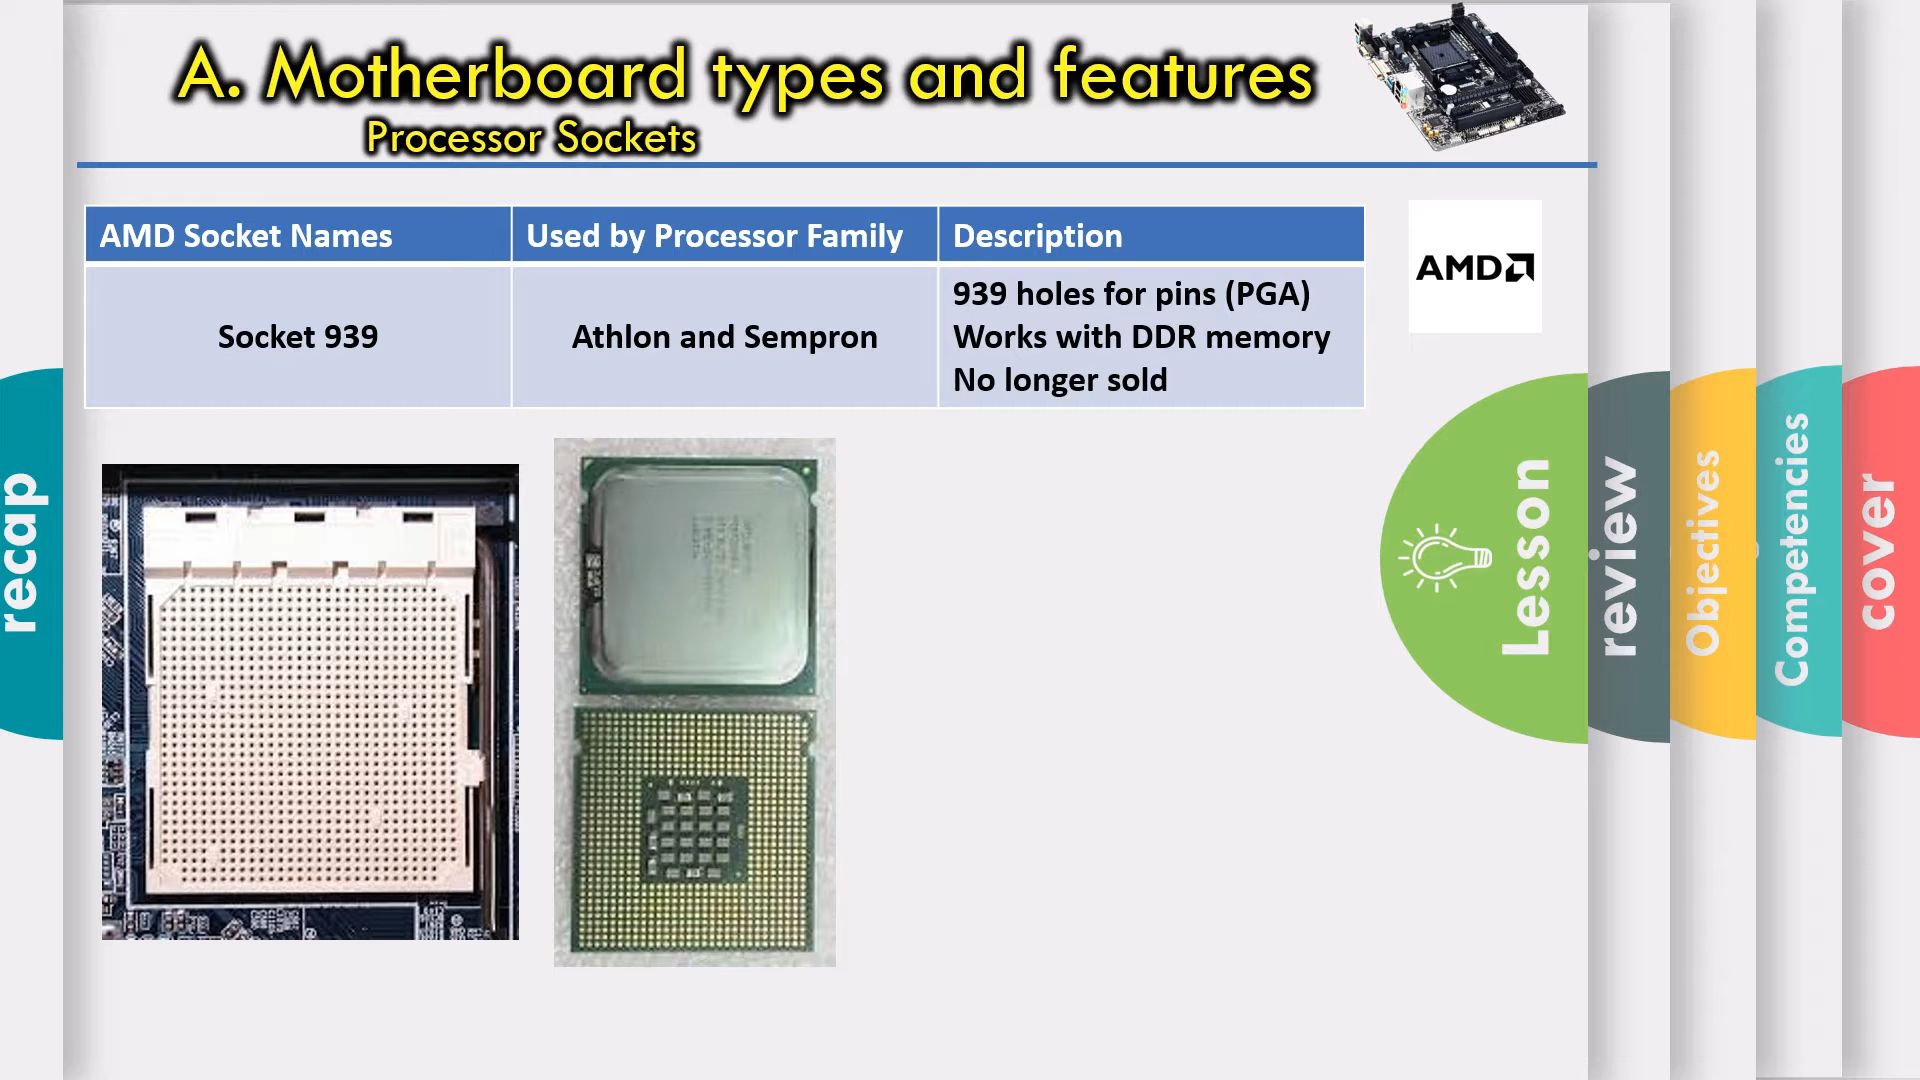 A. Motherboard types and features
Processor Sockets
AMD Socket Names
Used by Processor Family
Description
Socket 939
Athlon and Sempron
939 holes for pins (PGA)
Works with DDR memory
No longer sold
AMD
recap
Lesson
review
Objectives
Competencies
cover